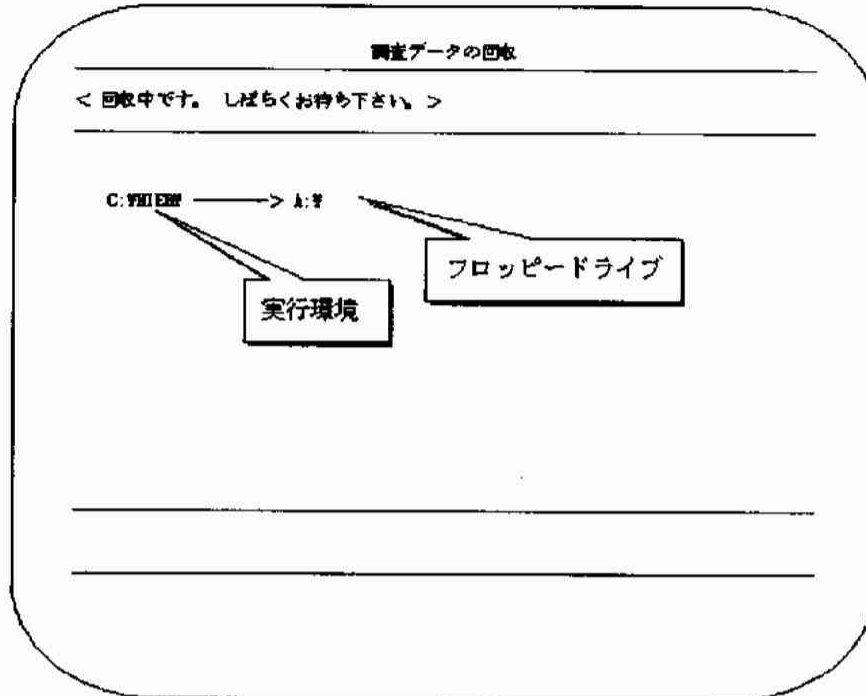 調査データの回収
< 回収中です。 しばらくお待ち下さい。 >
C:¥HIEB¥ ———> A:¥
フロッピードライブ
実行環境